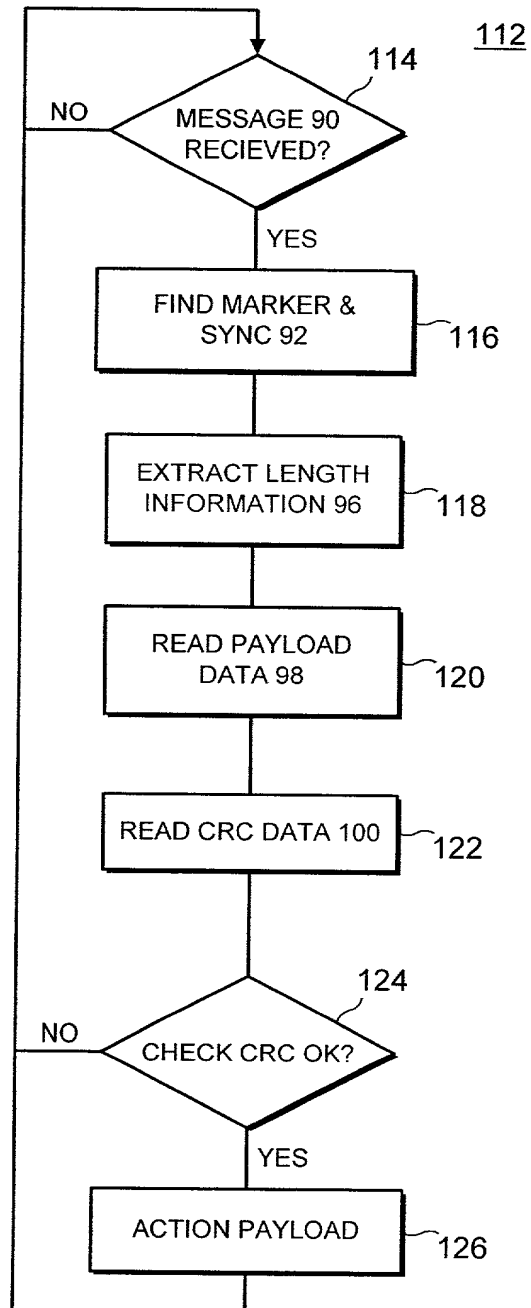 112
114
NO
MESSAGE 90
RECIEVED?
YES
FIND MARKER &
SYNC 92
116
EXTRACT LENGTH
INFORMATION 96
118
READ PAYLOAD
DATA 98
120
READ CRC DATA 100
122
124
NO
CHECK CRC OK?
YES
ACTION PAYLOAD
126